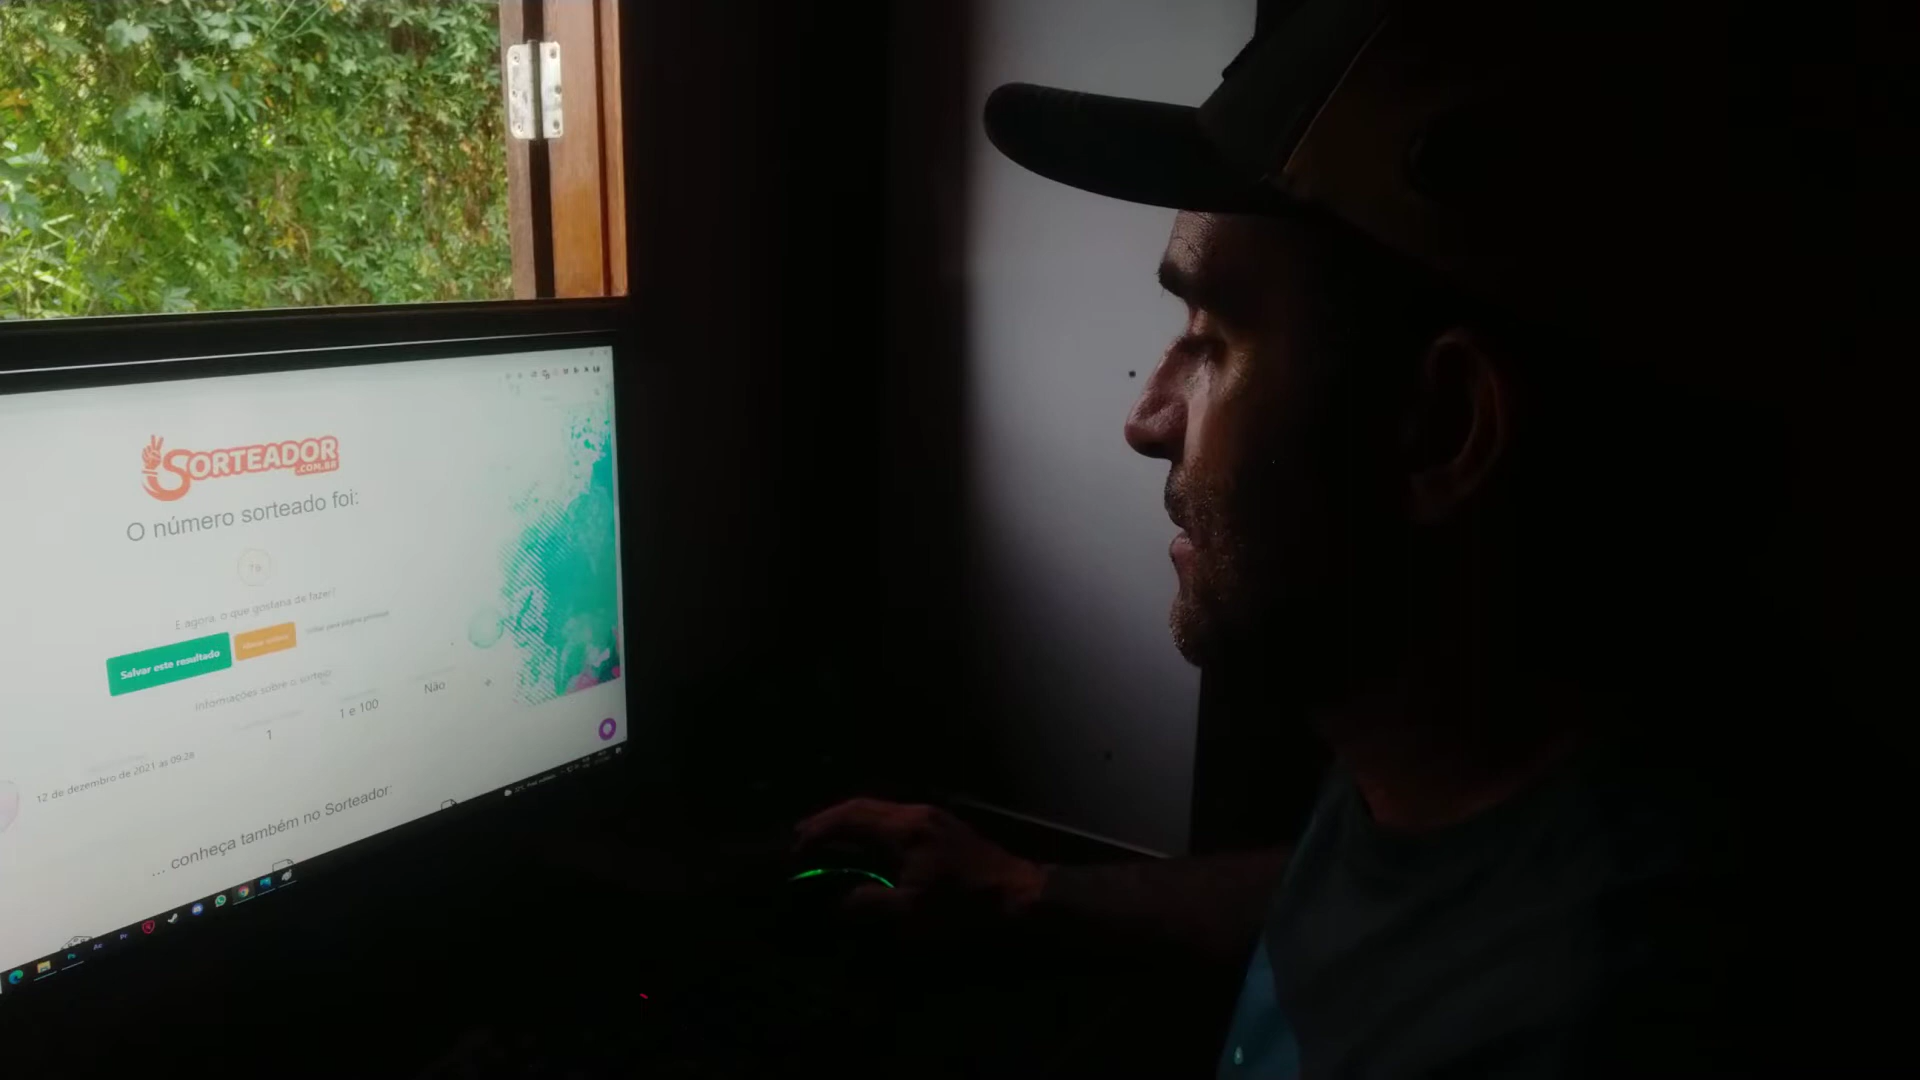 SORTEADOR
.COM.BR
O número sorteado foi:
E agora, o que gostaria de fazer?
Salvar este resultado
Informações sobre o sorteio
1
1 e 100
Não
12 de dezembro de 2021 às 09:28
... conheça também no Sorteador: